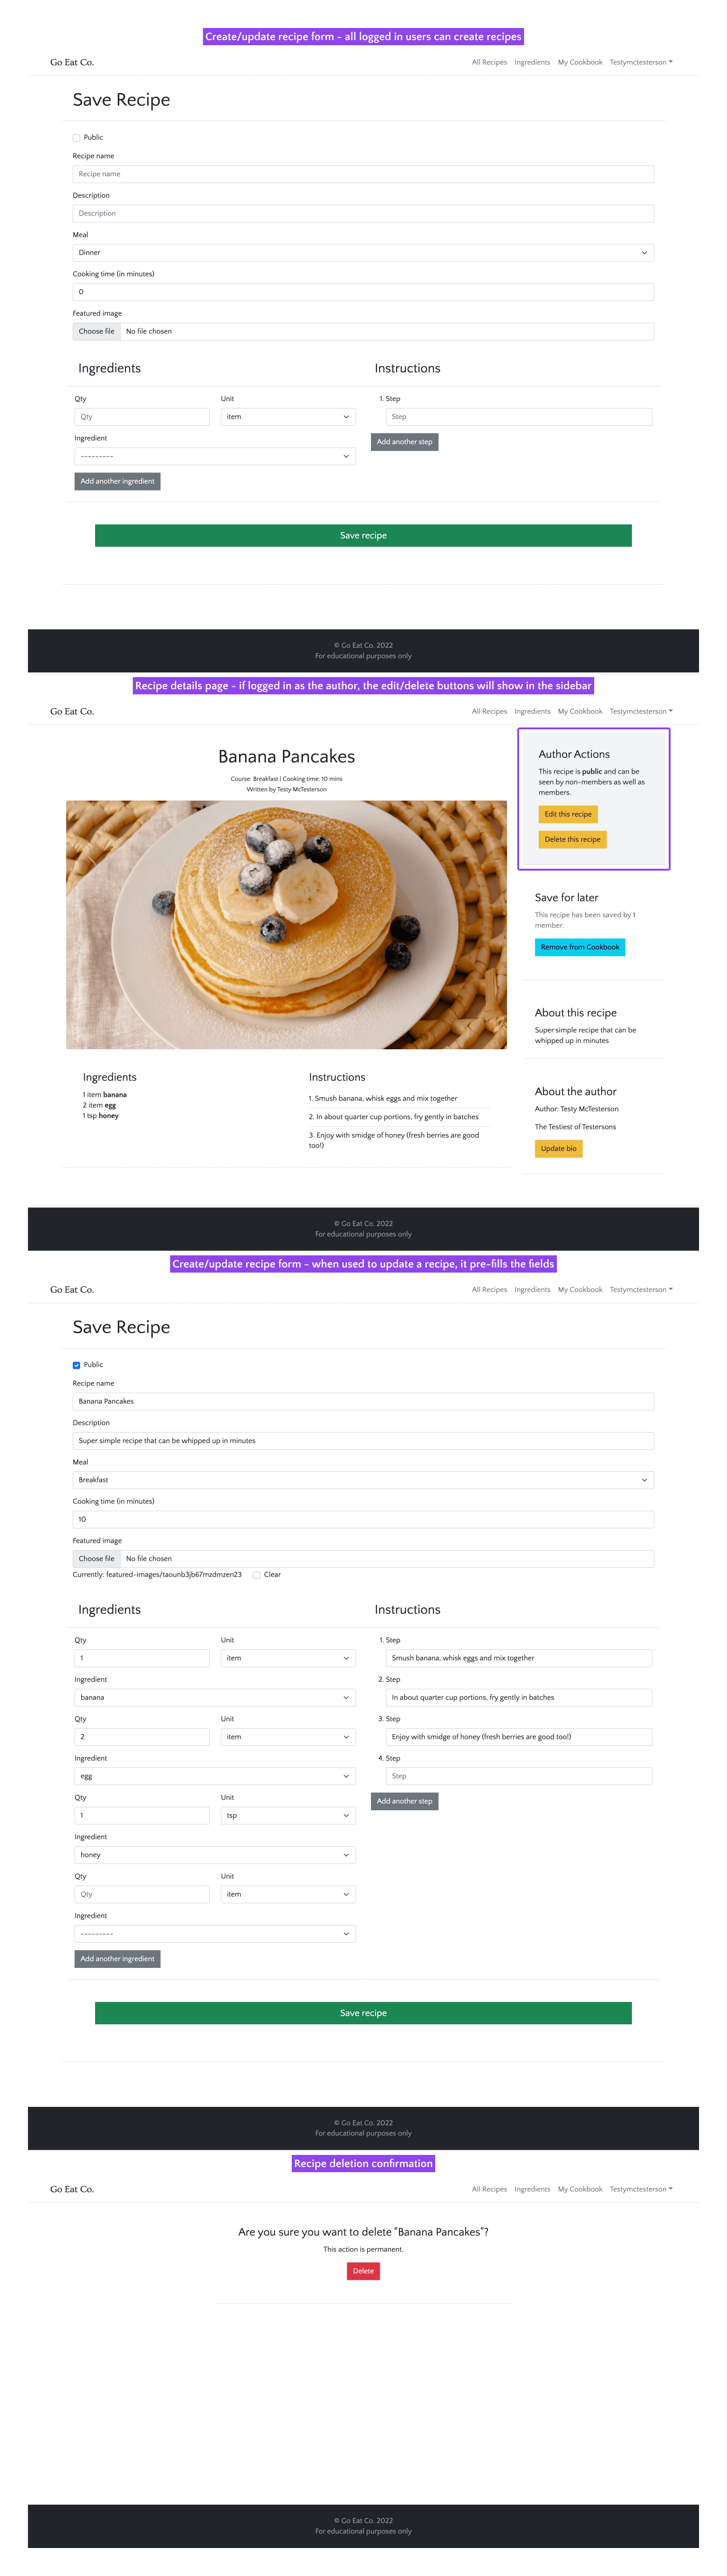 Create/update recipe form - all logged in users can create recipes
Go Eat Co. All Recipes Ingredients My Cookbook Testymctesterson
Save Recipe
Public
Recipe name
Recipe name
Description
Description
Meal
Dinner
Cooking time (in minutes)
0
Featured image
Choose file No file chosen
Ingredients Instructions
Qty Unit 1. Step
Qty item Step
Ingredient Add another step
---------
Add another ingredient
Save recipe
© Go Eat Co. 2022
For educational purposes only
Recipe details page - if logged in as the author, the edit/delete buttons will show in the sidebar
Go Eat Co. All Recipes Ingredients My Cookbook Testymctesterson
Banana Pancakes
Course: Breakfast | Cooking time: 10 mins
Written by Testy McTesterson
Author Actions
This recipe is public and can be
seen by non-members as well as
members.
Edit this recipe
Delete this recipe
Save for later
This recipe has been saved by 1
member.
Remove from Cookbook
About this recipe
Super simple recipe that can be
whipped up in minutes
About the author
Author: Testy McTesterson
The Testiest of Testersons
Update bio
Ingredients
1 item banana
2 item egg
1 tsp honey
Instructions
1. Smush banana, whisk eggs and mix together
2. In about quarter cup portions, fry gently in batches
3. Enjoy with smidge of honey (fresh berries are good
too!)
© Go Eat Co. 2022
For educational purposes only
Create/update recipe form - when used to update a recipe, it pre-fills the fields
Go Eat Co. All Recipes Ingredients My Cookbook Testymctesterson
Save Recipe
Public
Recipe name
Banana Pancakes
Description
Super simple recipe that can be whipped up in minutes
Meal
Breakfast
Cooking time (in minutes)
10
Featured image
Choose file No file chosen
Currently: featured-images/taounb3jb67mzdmzen23 Clear
Ingredients Instructions
Qty Unit 1. Step
1 item Smush banana, whisk eggs and mix together
Ingredient 2. Step
banana In about quarter cup portions, fry gently in batches
Qty Unit 3. Step
2 item Enjoy with smidge of honey (fresh berries are good too!)
Ingredient 4. Step
egg Step
Qty Unit Add another step
1 tsp
Ingredient
honey
Qty Unit
Qty item
Ingredient
---------
Add another ingredient
Save recipe
© Go Eat Co. 2022
For educational purposes only
Recipe deletion confirmation
Go Eat Co. All Recipes Ingredients My Cookbook Testymctesterson
Are you sure you want to delete "Banana Pancakes"?
This action is permanent.
Delete
© Go Eat Co. 2022
For educational purposes only